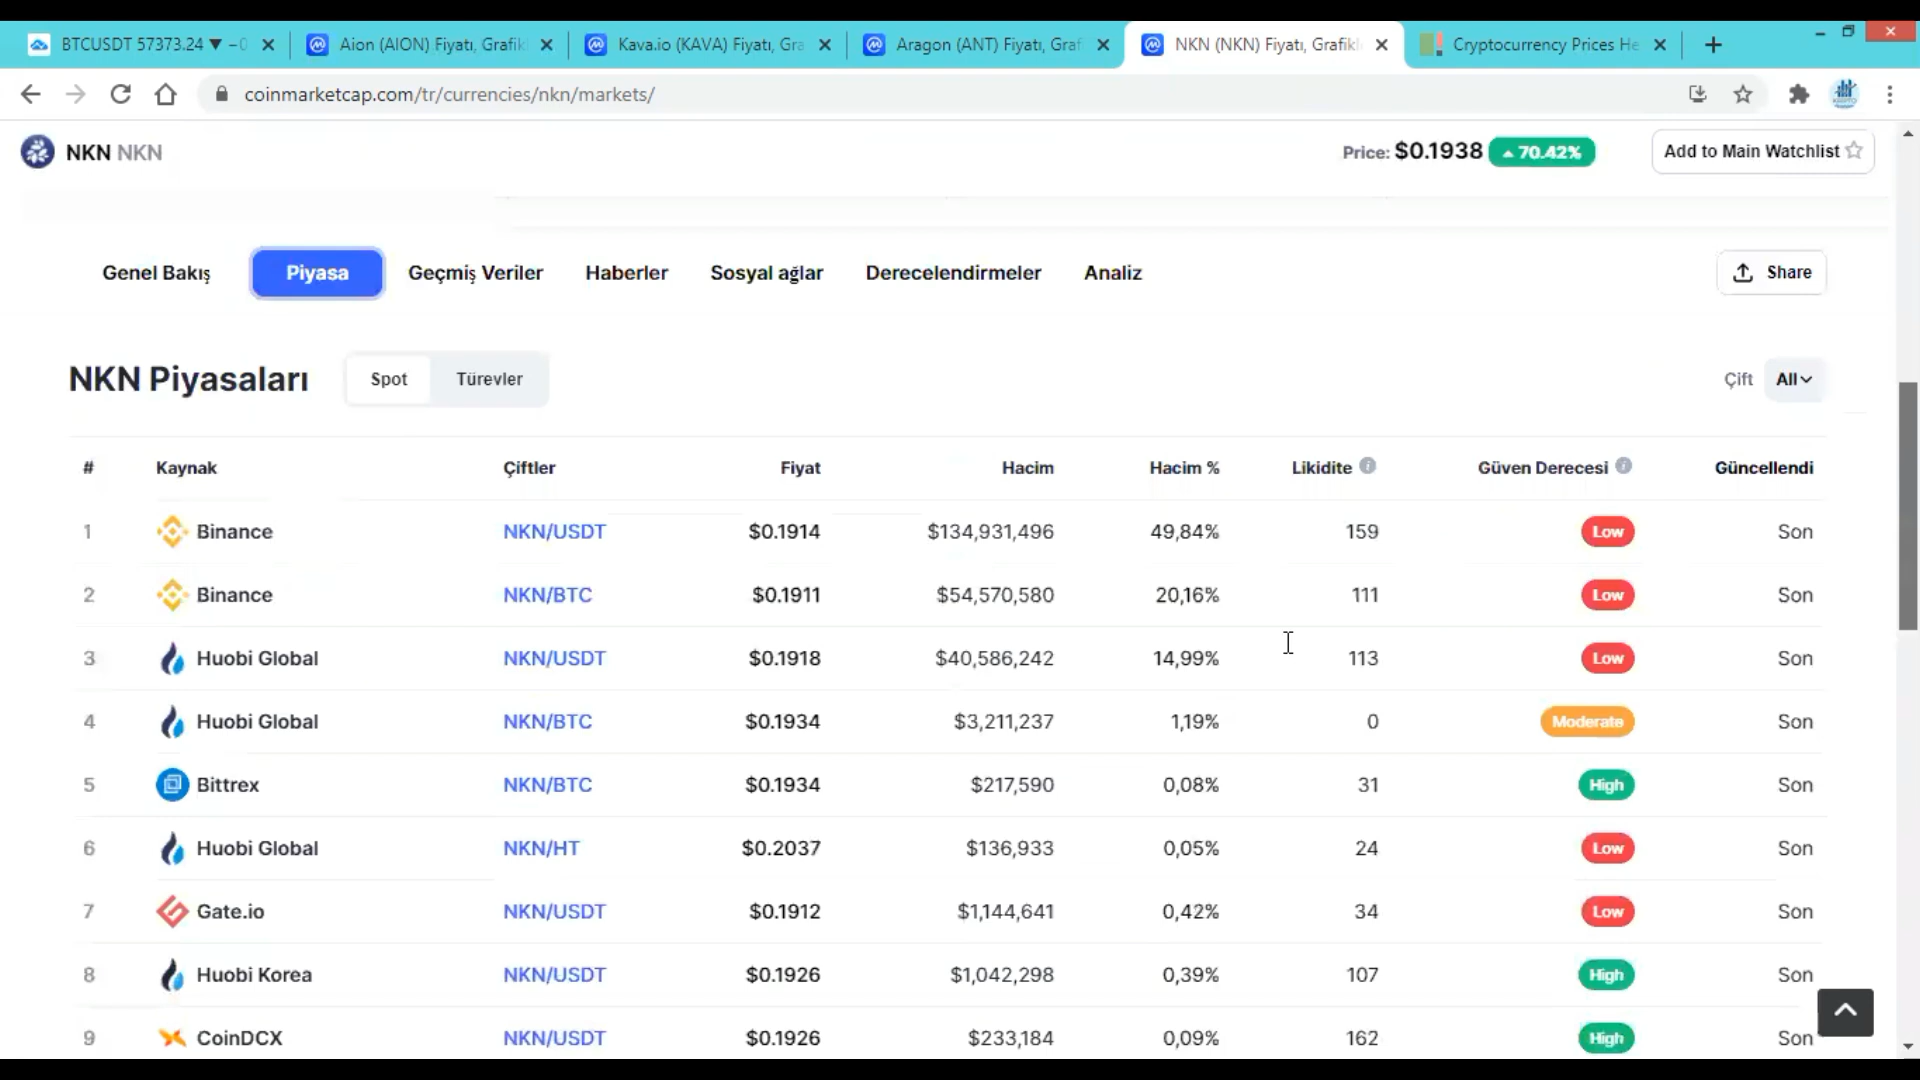 BTCUSDT 57373.24 ▼ −0
Aion (AION) Fiyatı, Grafik
Kava.io (KAVA) Fiyatı, Gra
Aragon (ANT) Fiyatı, Graf
NKN (NKN) Fiyatı, Grafikl
Cryptocurrency Prices He
coinmarketcap.com/tr/currencies/nkn/markets/
NKN NKN
Price: $0.1938 ▲ 70.42%
Add to Main Watchlist
Genel Bakış Piyasa Geçmiş Veriler Haberler Sosyal ağlar Derecelendirmeler Analiz
Share
NKN Piyasaları Spot Türevler
Çift All
# Kaynak Çiftler Fiyat Hacim Hacim % Likidite Güven Derecesi Güncellendi
1 Binance NKN/USDT $0.1914 $134,931,496 49,84% 159 Low Son
2 Binance NKN/BTC $0.1911 $54,570,580 20,16% 111 Low Son
3 Huobi Global NKN/USDT $0.1918 $40,586,242 14,99% 113 Low Son
4 Huobi Global NKN/BTC $0.1934 $3,211,237 1,19% 0 Moderate Son
5 Bittrex NKN/BTC $0.1934 $217,590 0,08% 31 High Son
6 Huobi Global NKN/HT $0.2037 $136,933 0,05% 24 Low Son
7 Gate.io NKN/USDT $0.1912 $1,144,641 0,42% 34 Low Son
8 Huobi Korea NKN/USDT $0.1926 $1,042,298 0,39% 107 High Son
9 CoinDCX NKN/USDT $0.1926 $233,184 0,09% 162 High Son